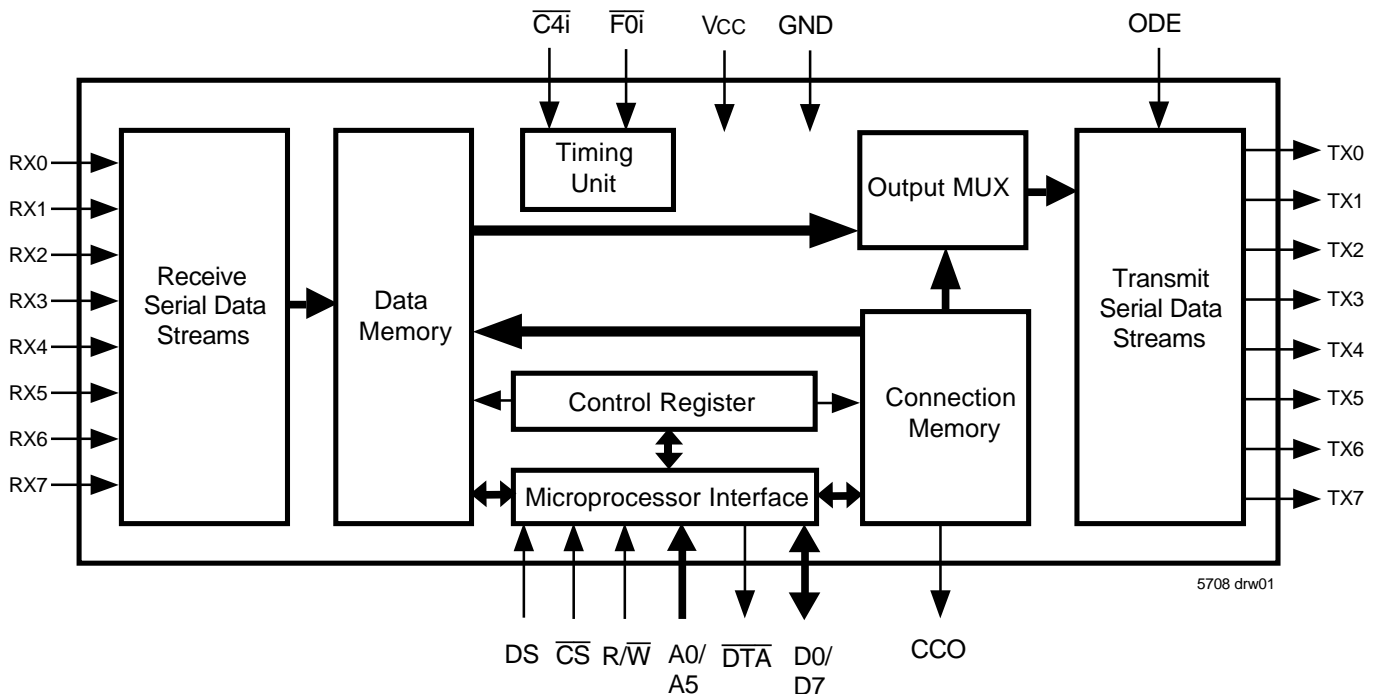 C4i F0i VCC GND ODE
RX0
RX1
RX2
RX3
RX4
RX5
RX6
RX7
Receive
Serial Data
Streams
Data
Memory
Timing
Unit
Output MUX
Control Register
Connection
Memory
Microprocessor Interface
Transmit
Serial Data
Streams
TX0
TX1
TX2
TX3
TX4
TX5
TX6
TX7
5708 drw01
DS
CS
R/W
A0/
A5
DTA
D0/
D7
CCO